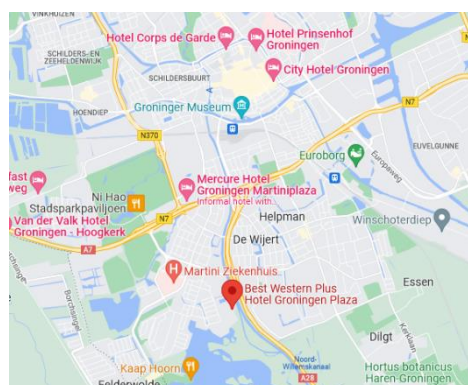 VINKHUIZEN
Hotel Corps de Garde
Hotel Prinsenhof
Groningen
SCHILDERS- EN
ZEEHELDENWIJK
City Hotel Groningen
SCHILDERSBUURT
HOENDIEP
Groninger Museum
N7
N370
EUVELGUNNE
Euroborg
Europaweg
Mercure Hotel
Groningen Martiniplaza
Informal hotel with...
fast
weg
Ni Hao
Stadsparkpaviljoen
Helpman
Van der Valk Hotel
Groningen - Hoogkerk
N7
Winschoterdiep
A7
De Wijert
Martini Ziekenhuis
Essen
Best Western Plus
Hotel Groningen Plaza
Borchsingel
Kerklaan
Dilgt
Kaap Hoorn
Noord-
Willemskanaal
Hortus botanicus
Haren-Groningen
A28
Felderwolde